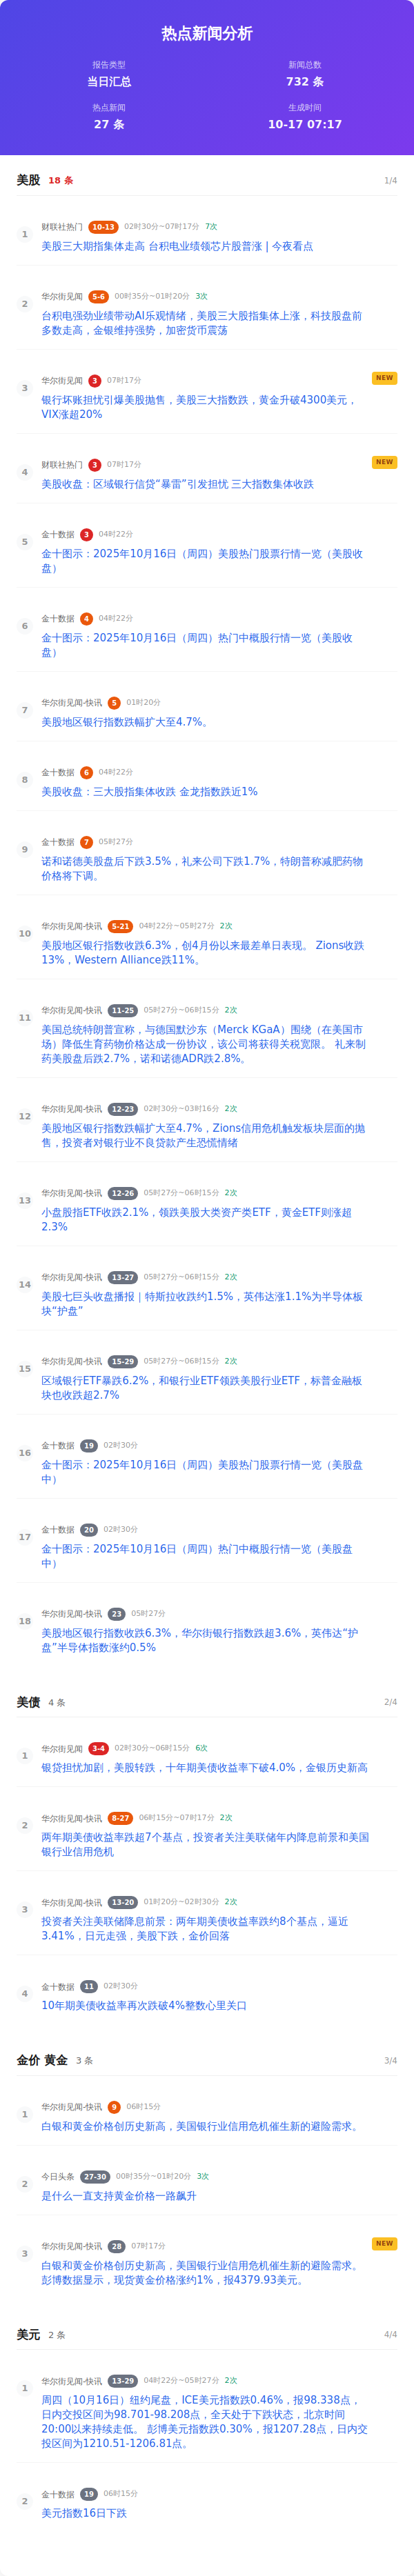 热点新闻分析
报告类型
新闻总数
当日汇总
732 条
热点新闻
生成时间
27 条
10-17 07:17
美股 18 条 1/4
1 财联社热门 10-13 02时30分~07时17分 7次
美股三大期指集体走高 台积电业绩领芯片股普涨 | 今夜看点
2 华尔街见闻 5-6 00时35分~01时20分 3次
台积电强劲业绩带动AI乐观情绪，美股三大股指集体上涨，科技股盘前
多数走高，金银维持强势，加密货币震荡
3 华尔街见闻 3 07时17分 NEW
银行坏账担忧引爆美股抛售，美股三大指数跌，黄金升破4300美元，
VIX涨超20%
4 财联社热门 3 07时17分 NEW
美股收盘：区域银行信贷“暴雷”引发担忧 三大指数集体收跌
5 金十数据 3 04时22分
金十图示：2025年10月16日（周四）美股热门股票行情一览（美股收
盘）
6 金十数据 4 04时22分
金十图示：2025年10月16日（周四）热门中概股行情一览（美股收
盘）
7 华尔街见闻-快讯 5 01时20分
美股地区银行指数跌幅扩大至4.7%。
8 金十数据 6 04时22分
美股收盘：三大股指集体收跌 金龙指数跌近1%
9 金十数据 7 05时27分
诺和诺德美股盘后下跌3.5%，礼来公司下跌1.7%，特朗普称减肥药物
价格将下调。
10 华尔街见闻-快讯 5-21 04时22分~05时27分 2次
美股地区银行指数收跌6.3%，创4月份以来最差单日表现。 Zions收跌
13%，Western Alliance跌11%。
11 华尔街见闻-快讯 11-25 05时27分~06时15分 2次
美国总统特朗普宣称，与德国默沙东（Merck KGaA）围绕（在美国市
场）降低生育药物价格达成一份协议，该公司将获得关税宽限。 礼来制
药美股盘后跌2.7%，诺和诺德ADR跌2.8%。
12 华尔街见闻-快讯 12-23 02时30分~03时16分 2次
美股地区银行指数跌幅扩大至4.7%，Zions信用危机触发板块层面的抛
售，投资者对银行业不良贷款产生恐慌情绪
13 华尔街见闻-快讯 12-26 05时27分~06时15分 2次
小盘股指ETF收跌2.1%，领跌美股大类资产类ETF，黄金ETF则涨超
2.3%
14 华尔街见闻-快讯 13-27 05时27分~06时15分 2次
美股七巨头收盘播报｜特斯拉收跌约1.5%，英伟达涨1.1%为半导体板
块“护盘”
15 华尔街见闻-快讯 15-29 05时27分~06时15分 2次
区域银行ETF暴跌6.2%，和银行业ETF领跌美股行业ETF，标普金融板
块也收跌超2.7%
16 金十数据 19 02时30分
金十图示：2025年10月16日（周四）美股热门股票行情一览（美股盘
中）
17 金十数据 20 02时30分
金十图示：2025年10月16日（周四）热门中概股行情一览（美股盘
中）
18 华尔街见闻-快讯 23 05时27分
美股地区银行指数收跌6.3%，华尔街银行指数跌超3.6%，英伟达“护
盘”半导体指数涨约0.5%
美债 4 条 2/4
1 华尔街见闻 3-4 02时30分~06时15分 6次
银贷担忧加剧，美股转跌，十年期美债收益率下破4.0%，金银历史新高
2 华尔街见闻-快讯 8-27 06时15分~07时17分 2次
两年期美债收益率跌超7个基点，投资者关注美联储年内降息前景和美国
银行业信用危机
3 华尔街见闻-快讯 13-20 01时20分~02时30分 2次
投资者关注美联储降息前景：两年期美债收益率跌约8个基点，逼近
3.41%，日元走强，美股下跌，金价回落
4 金十数据 11 02时30分
10年期美债收益率再次跌破4%整数心里关口
金价 黄金 3 条 3/4
1 华尔街见闻-快讯 9 06时15分
白银和黄金价格创历史新高，美国银行业信用危机催生新的避险需求。
2 今日头条 27-30 00时35分~01时20分 3次
是什么一直支持黄金价格一路飙升
3 华尔街见闻-快讯 28 07时17分 NEW
白银和黄金价格创历史新高，美国银行业信用危机催生新的避险需求。
彭博数据显示，现货黄金价格涨约1%，报4379.93美元。
美元 2 条 4/4
1 华尔街见闻-快讯 13-29 04时22分~05时27分 2次
周四（10月16日）纽约尾盘，ICE美元指数跌0.46%，报98.338点，
日内交投区间为98.701-98.208点，全天处于下跌状态，北京时间
20:00以来持续走低。 彭博美元指数跌0.30%，报1207.28点，日内交
投区间为1210.51-1206.81点。
2 金十数据 19 06时15分
美元指数16日下跌